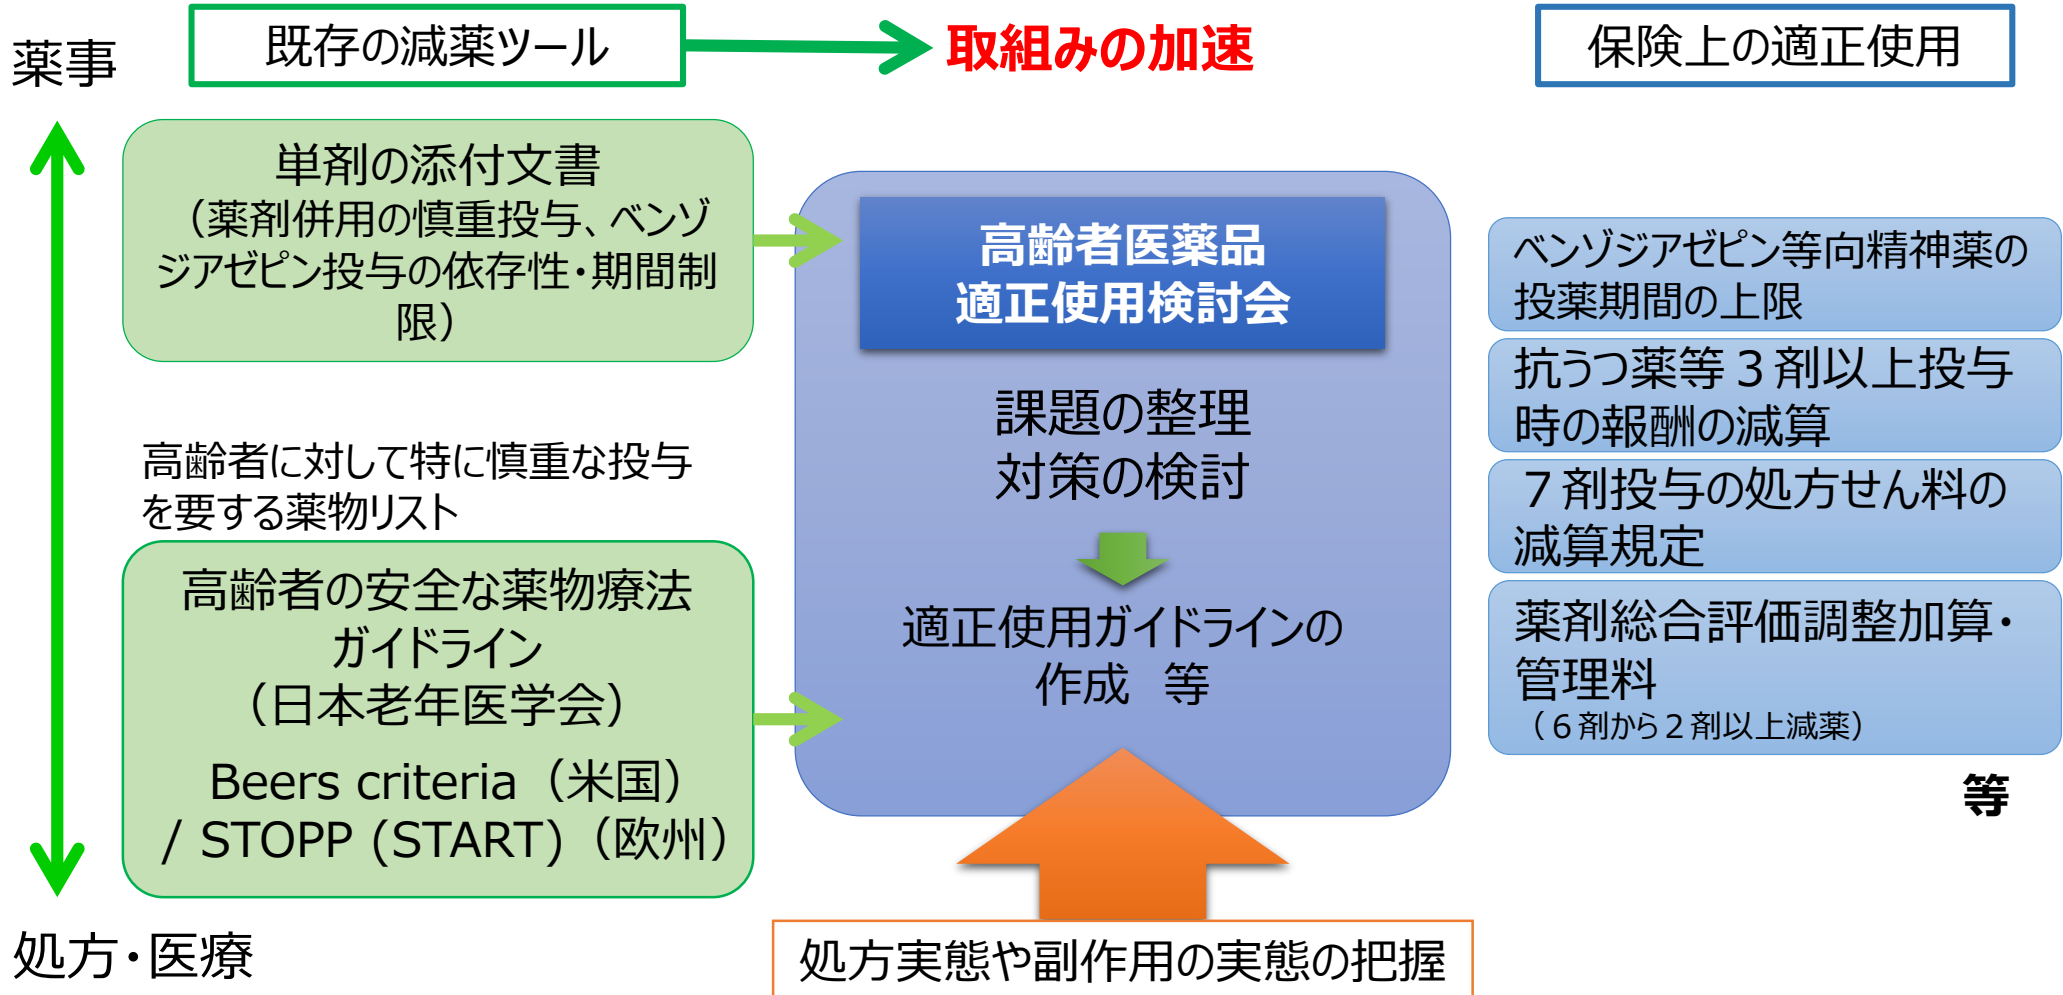 薬事
既存の減薬ツール
取組みの加速
保険上の適正使用
単剤の添付文書
（薬剤併用の慎重投与、ベンゾ
ジアゼピン投与の依存性・期間制
限）
高齢者に対して特に慎重な投与
を要する薬物リスト
高齢者の安全な薬物療法
ガイドライン
（日本老年医学会）
Beers criteria（米国）
/ STOPP (START)（欧州）
処方・医療
高齢者医薬品
適正使用検討会
課題の整理
対策の検討
適正使用ガイドラインの
作成　等
処方実態や副作用の実態の把握
ベンゾジアゼピン等向精神薬の
投薬期間の上限
抗うつ薬等３剤以上投与
時の報酬の減算
７剤投与の処方せん料の
減算規定
薬剤総合評価調整加算・
管理料
（６剤から２剤以上減薬）
等